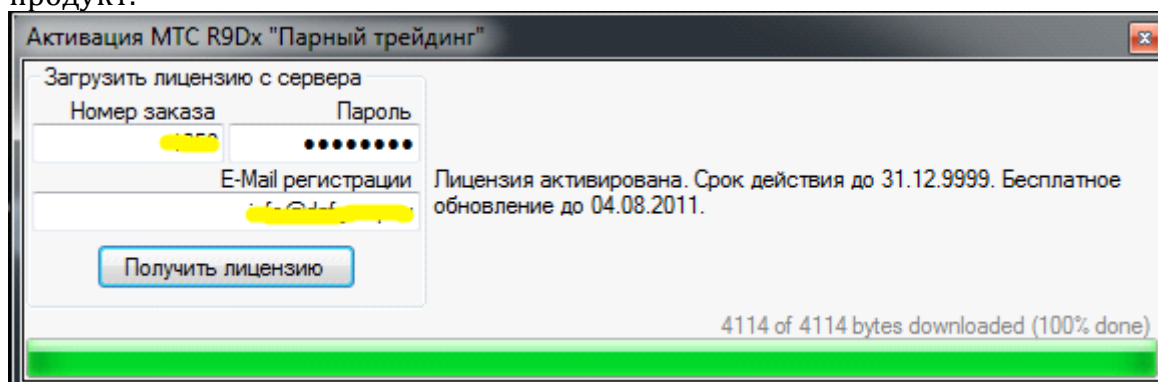 продукт.
Активация МТС R9Dx "Парный трейдинг"
Загрузить лицензию с сервера
Номер заказа Пароль
••••••••
E-Mail регистрации
Лицензия активирована. Срок действия до 31.12.9999. Бесплатное
обновление до 04.08.2011.
Получить лицензию
4114 of 4114 bytes downloaded (100% done)